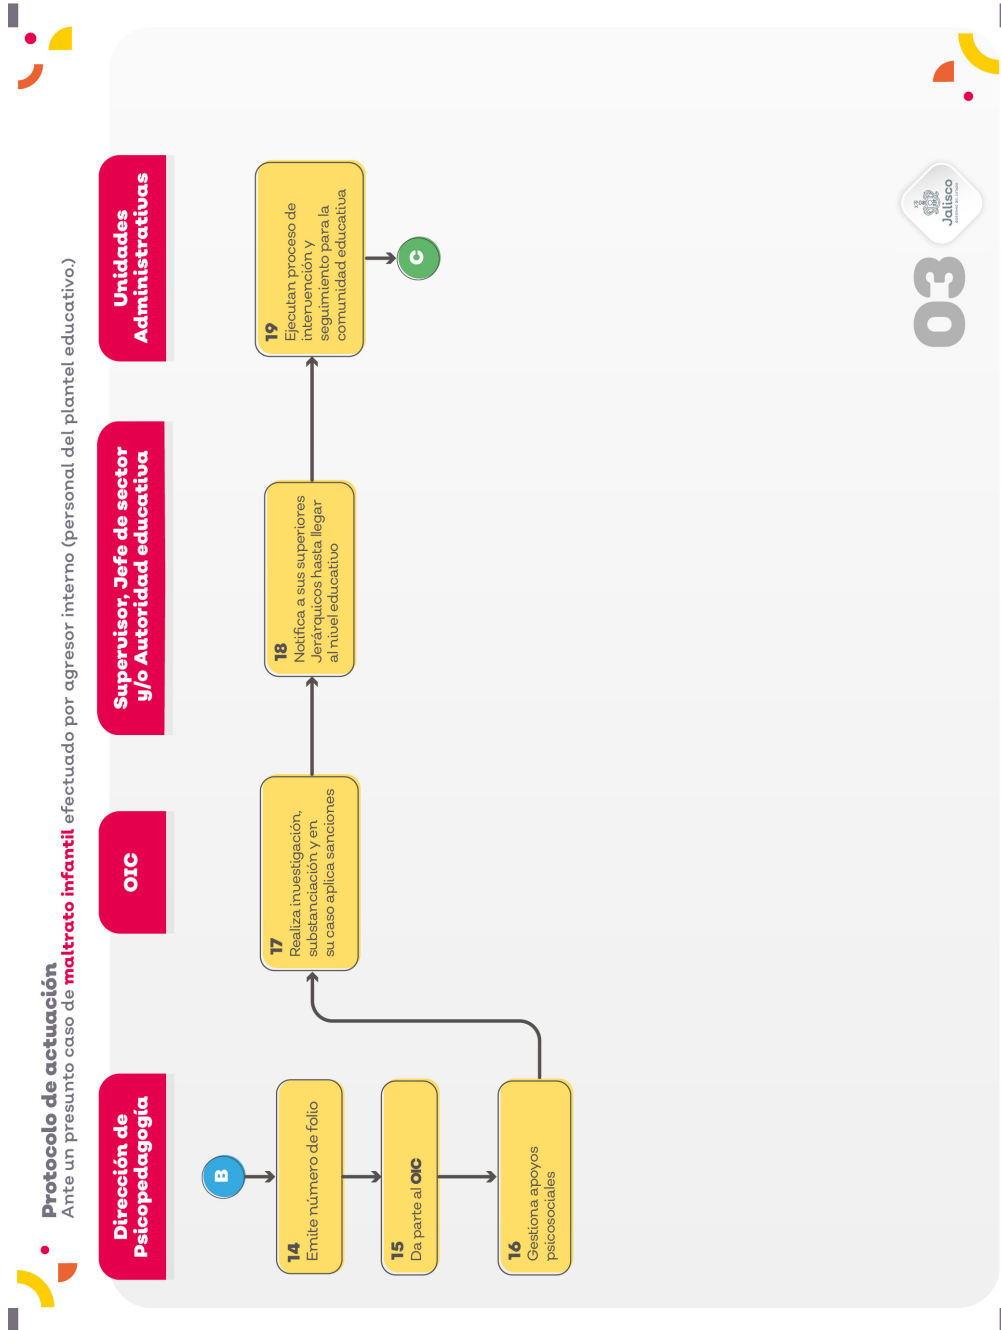 Protocolo de actuación
Ante un presunto caso de maltrato infantil efectuado por agresor interno (personal del plantel educativo.)
Dirección de
Psicopedagogía
OIC
Supervisor, Jefe de sector
y/o Autoridad educativa
Unidades
Administrativas
B
14
Emite número de folio
15
Da parte al OIC
16
Gestiona apoyos
psicosociales
17
Realiza investigación,
substanciación y en
su caso aplica sanciones
18
Notifica a sus superiores
Jerárquicos hasta llegar
al nivel educativo
19
Ejecutan proceso de
intervención y
seguimiento para la
comunidad educativa
C
03
Jalisco
GOBIERNO DEL ESTADO